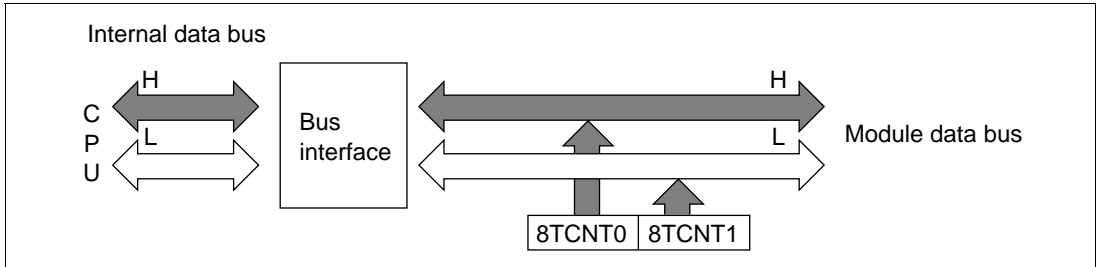 Internal data bus
H
H
C
P
U
L
Bus
interface
L
Module data bus
8TCNT0
8TCNT1